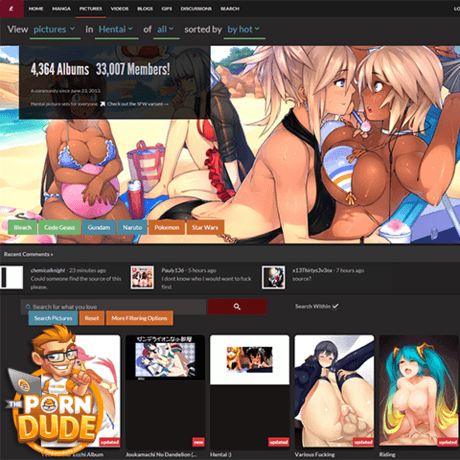 HOME MANGA PICTURES VIDEOS BLOGS GIFS DISCUSSIONS SEARCH LO
View pictures in Hentai of all sorted by by hot
4,364 Albums 33,007 Members!
A community since June 23, 2013.
Hentai picture sets for everyone. Check out the SFW variant →
Bleach Code Geass Gundam Naruto Pokemon Star Wars
Recent Comments »
chemicalknight - 23 minutes ago
Could someone find the source of this
please.
Pauly136 - 5 hours ago
I dont know who I would want to fuck
first
x13Thirtys3v3nx - 7 hours ago
source?
Search for what you love
Search Within
Search Pictures Reset More Filtering Options
THE
PORN
DUDE
updated
new
updated
updated
Etchi Album
Joukamachi No Dandelion (...
Hentai :)
Various Fucking
Riding